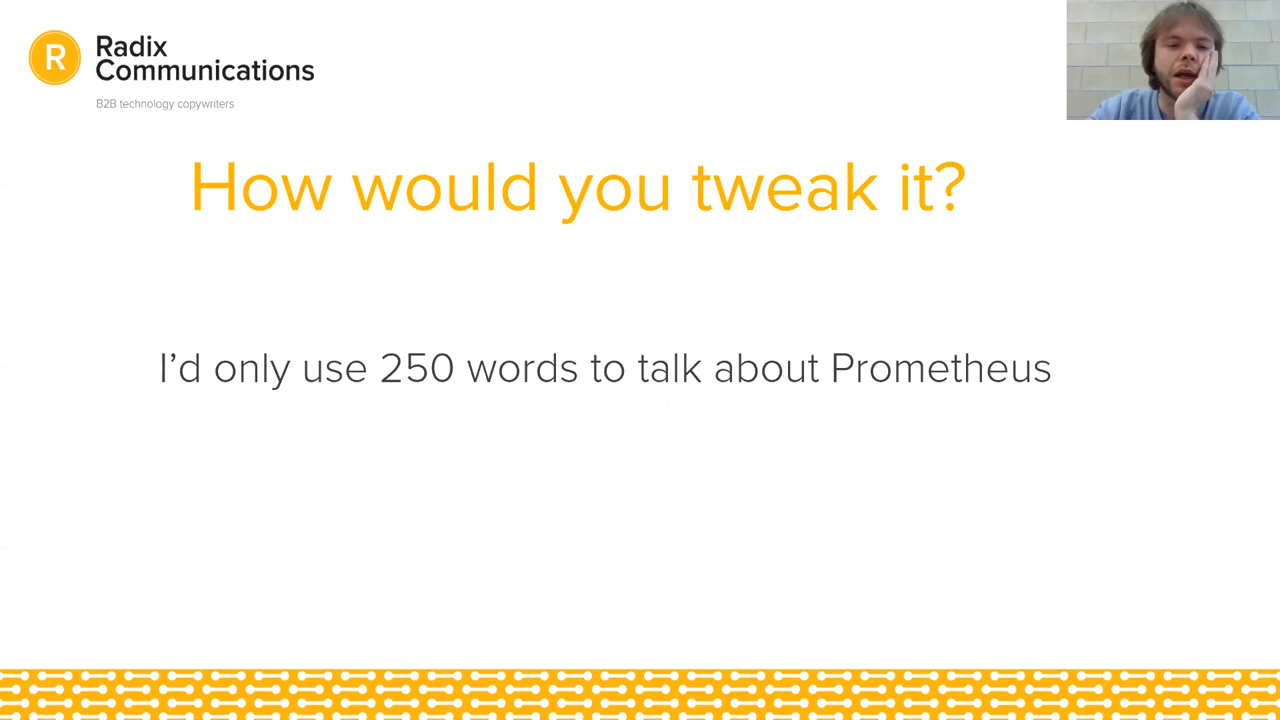 R
Radix
Communications
B2B technology copywriters
How would you tweak it?
I’d only use 250 words to talk about Prometheus